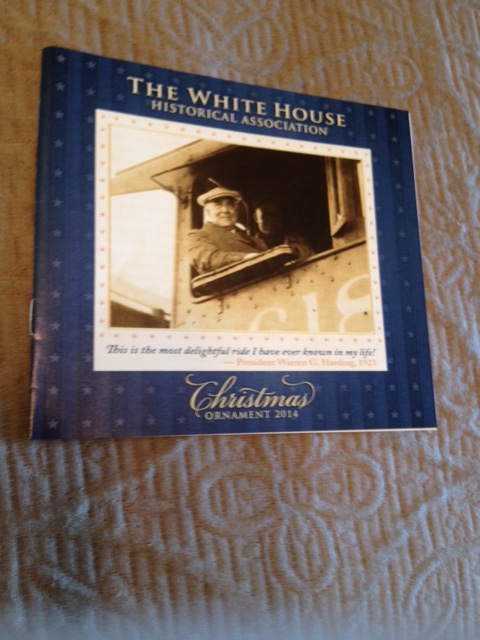 THE WHITE HOUSE
HISTORICAL ASSOCIATION
618
'This is the most delightful ride I have ever known in my life!
— President Warren G. Harding, 1923
Christmas
ORNAMENT 2014